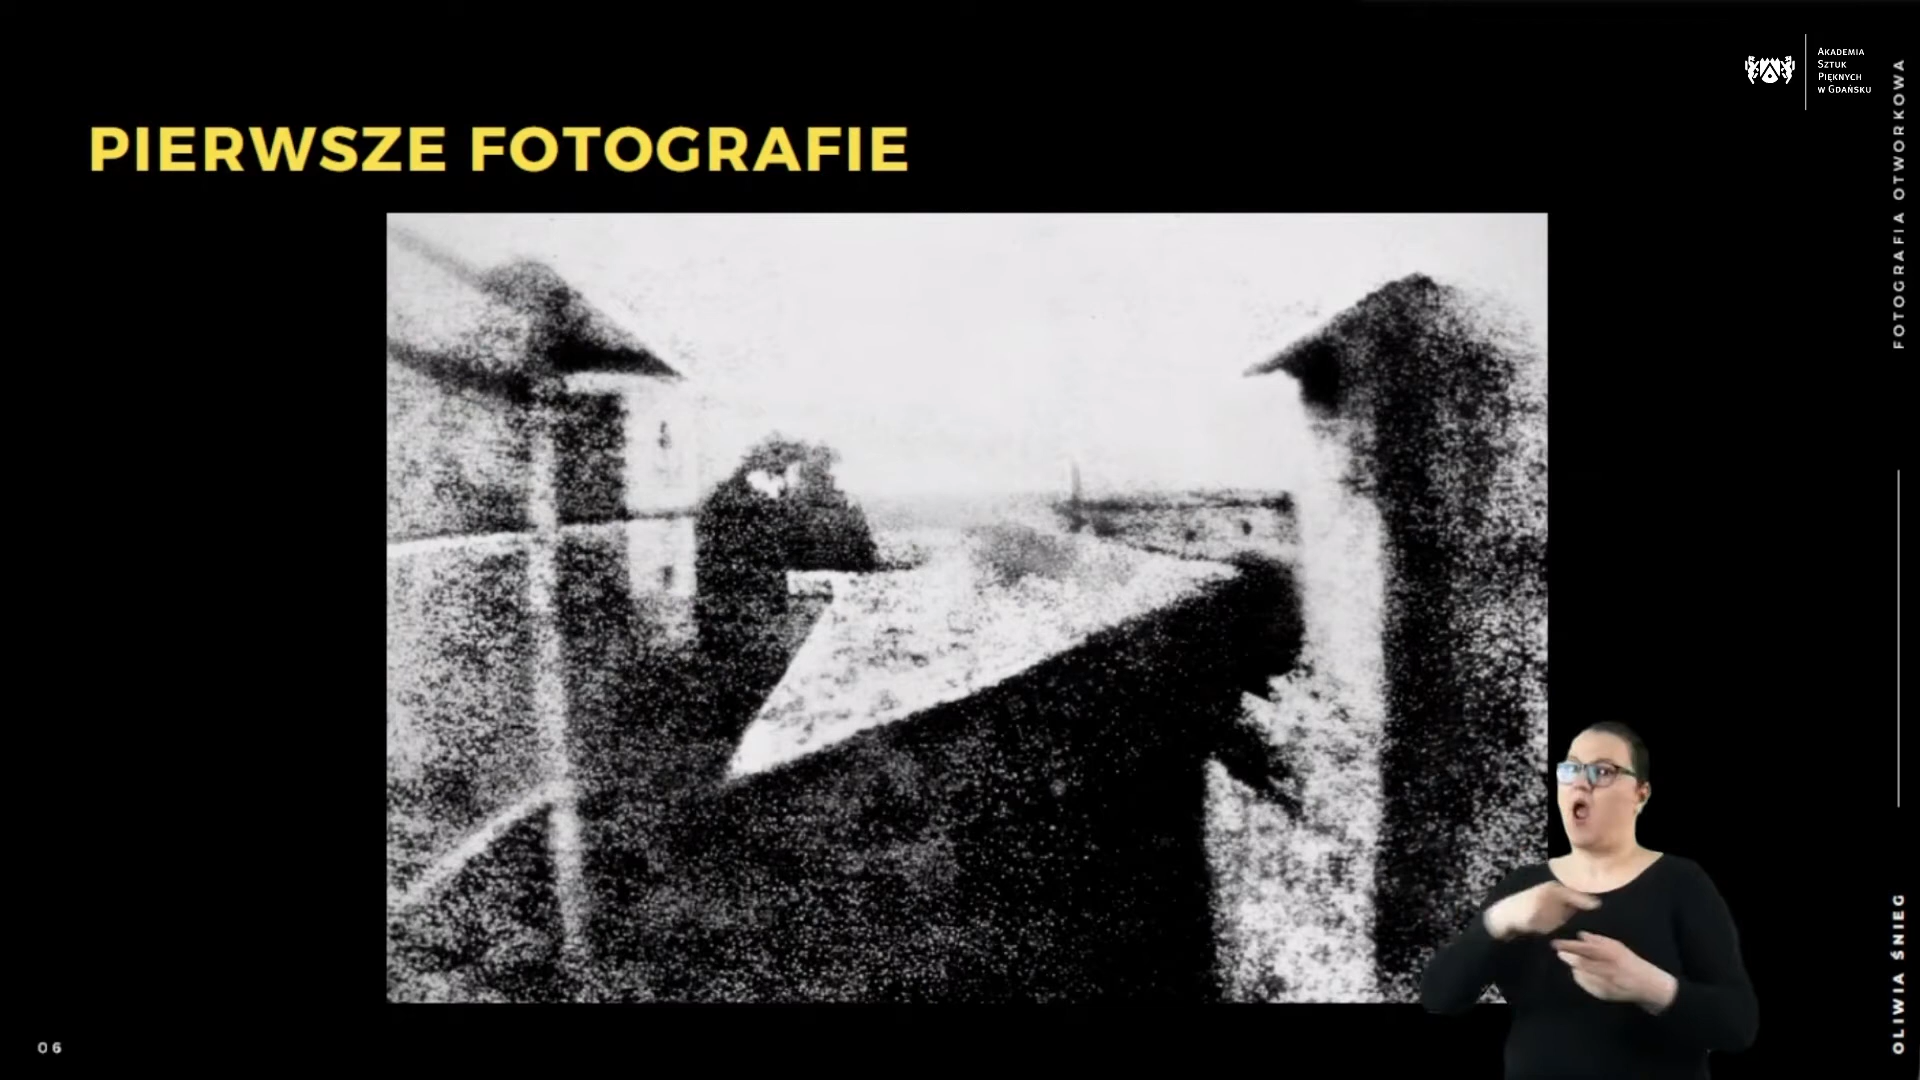 AKADEMIA
SZTUK
PIĘKNYCH
W GDAŃSKU
PIERWSZE FOTOGRAFIE
FOTOGRAFIA OTWORKOWA
OLIWIA ŚNIEG
06